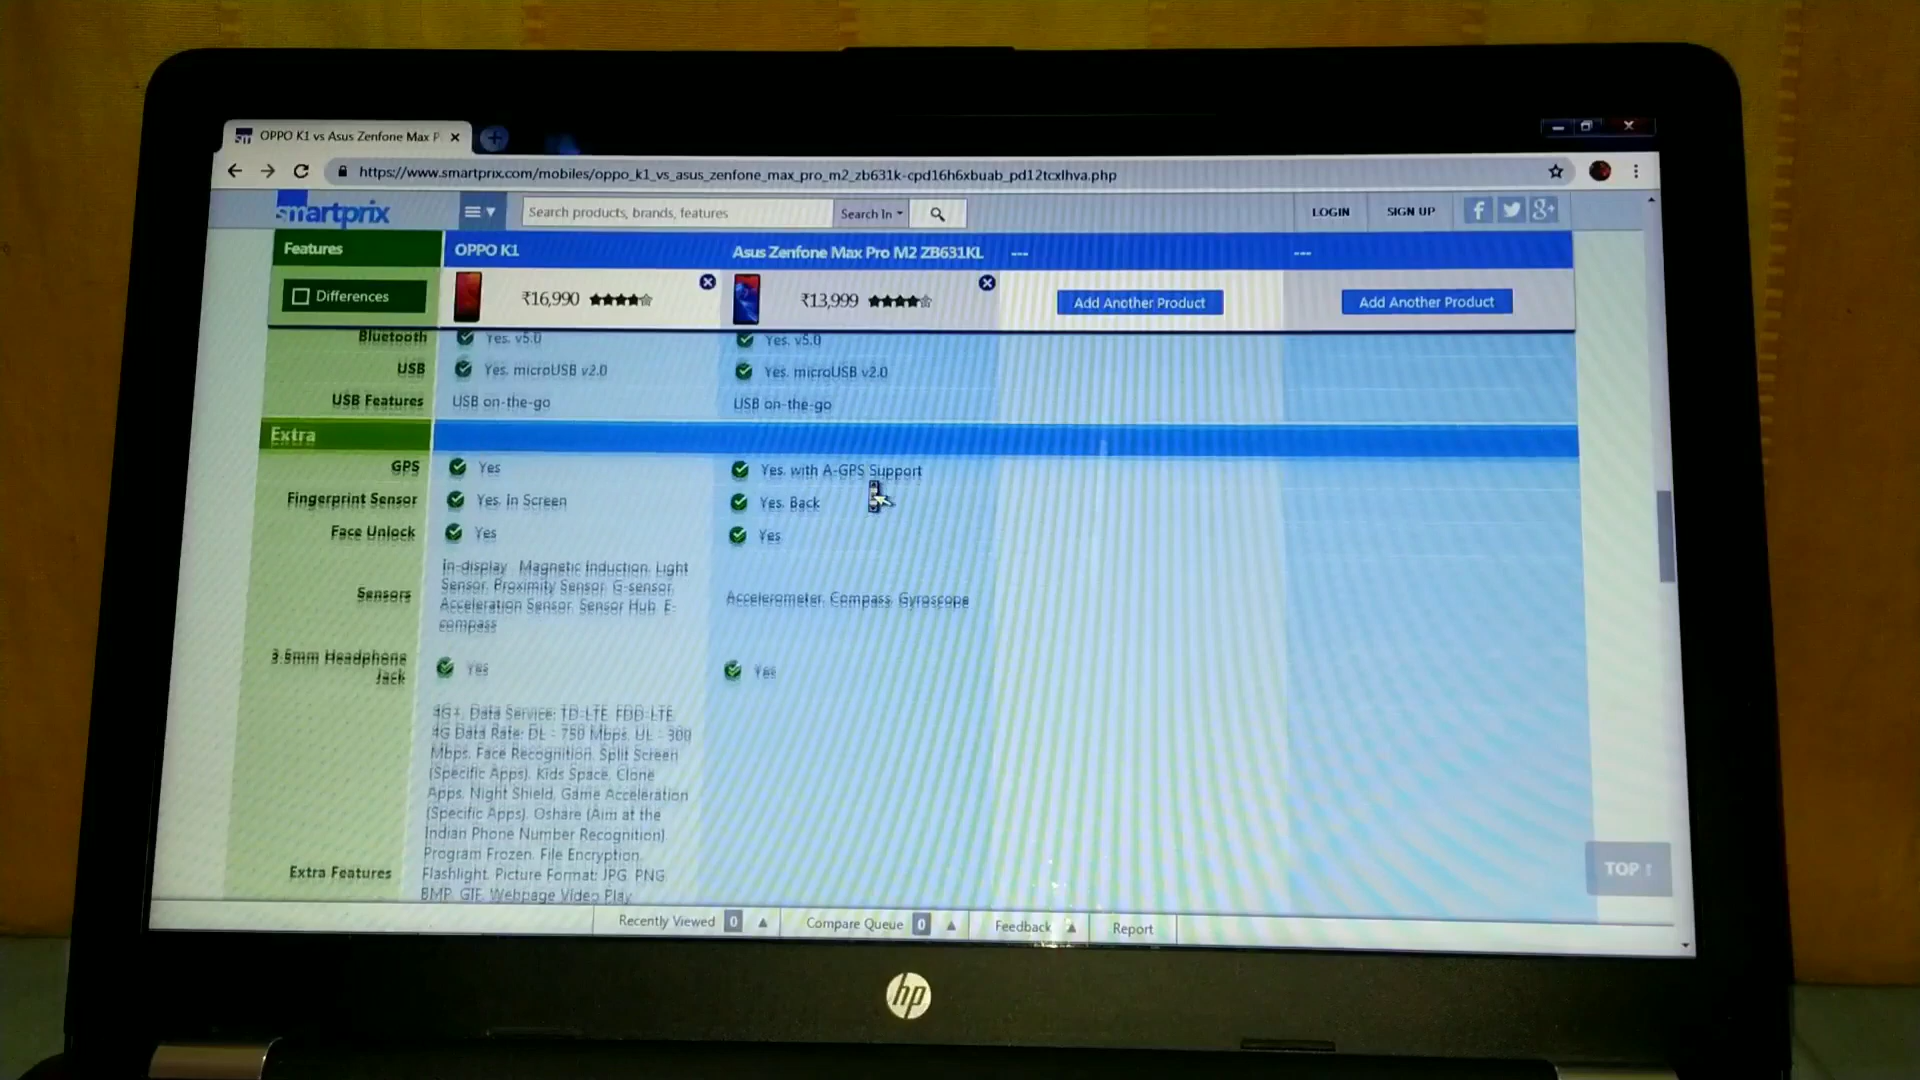 OPPO K1 vs Asus Zenfone Max P
https://www.smartprix.com/mobiles/oppo_k1_vs_asus_zenfone_max_pro_m2_zb631k-cpd16h6xbuab_pd12tcxlhva.php
smartprix
Search products, brands, features
Search In
LOGIN
SIGN UP
Features
OPPO K1
Asus Zenfone Max Pro M2 ZB631KL
---
---
Differences
₹16,990
₹13,999
Add Another Product
Add Another Product
Bluetooth
Yes, v5.0
Yes, v5.0
USB
Yes, microUSB v2.0
Yes, microUSB v2.0
USB Features
USB on-the-go
USB on-the-go
Extra
GPS
Yes
Yes, with A-GPS Support
Fingerprint Sensor
Yes, In Screen
Yes, Back
Face Unlock
Yes
Yes
Sensors
In-display, Magnetic Induction, Light
Sensor, Proximity Sensor, G-sensor,
Acceleration Sensor, Sensor Hub, E-
compass
Accelerometer, Compass, Gyroscope
3.5mm Headphone
Jack
Yes
Yes
Extra Features
4G+, Data Service: TD-LTE, FDD-LTE,
4G Data Rate: DL - 750 Mbps, UL - 300
Mbps, Face Recognition, Split Screen
(Specific Apps), Kids Space, Clone
Apps, Night Shield, Game Acceleration
(Specific Apps), Oshare (Aim at the
Indian Phone Number Recognition)
Program Frozen, File Encryption,
Flashlight, Picture Format: JPG, PNG,
BMP, GIF, Webpage Video Play,
TOP ↑
Recently Viewed 0
Compare Queue 0
Feedback
Report
hp